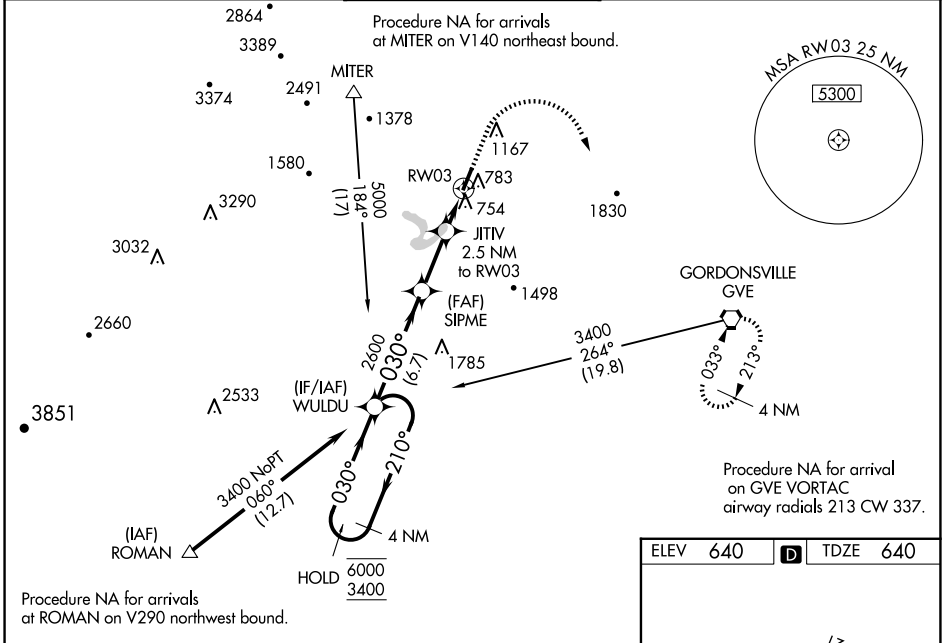 2864
Procedure NA for arrivals
at MITER on V140 northeast bound.
3389
MSA RW03 25 NM
5300
MITER
3374
2491
1378
1167
1580
RW03
783
5000
184°
(17)
754
1830
3290
JITIV
2.5 NM
to RW03
3032
GORDONSVILLE
GVE
1498
(FAF)
SIPME
2660
3400
264°
(19.8)
033°
213°
2600
030°
(6.7)
1785
(IF/IAF)
WULDU
2533
4 NM
3851
3400 NoPT
060°
(12.7)
030°
210°
Procedure NA for arrival
on GVE VORTAC
airway radials 213 CW 337.
(IAF)
ROMAN
4 NM
ELEV 640 D TDZE 640
HOLD 6000
3400
Procedure NA for arrivals
at ROMAN on V290 northwest bound.